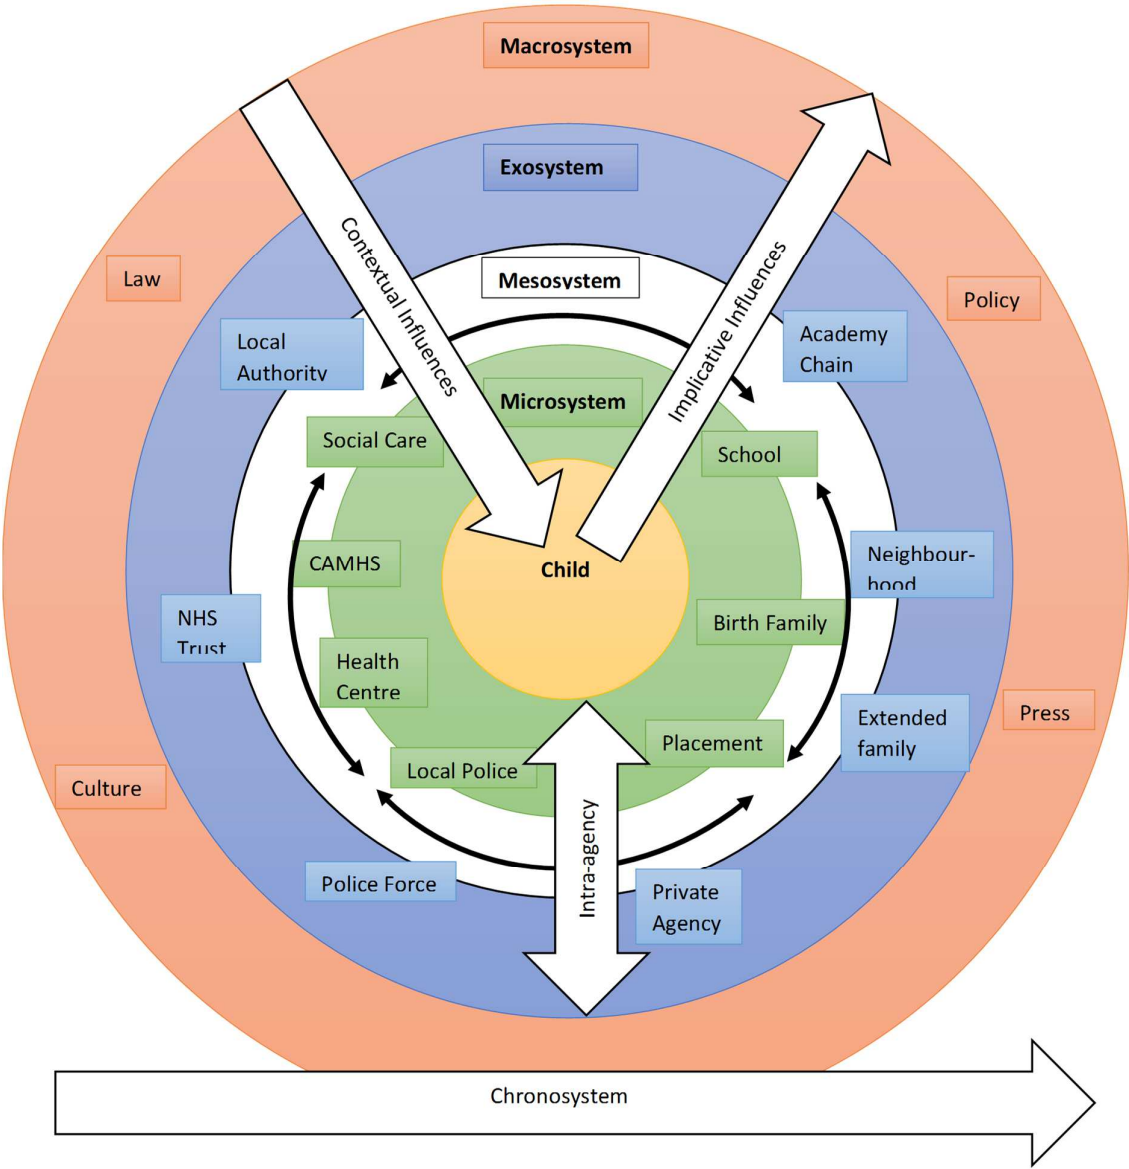 Macrosystem
Exosystem
Mesosystem
Microsystem
Child
Contextual Influences
Implicative Influences
Law
Policy
Local
Authority
Academy
Chain
Social Care
School
CAMHS
Neighbour-
hood
NHS
Trust
Birth Family
Health
Centre
Extended
family
Press
Placement
Local Police
Culture
Intra-agency
Police Force
Private
Agency
Chronosystem